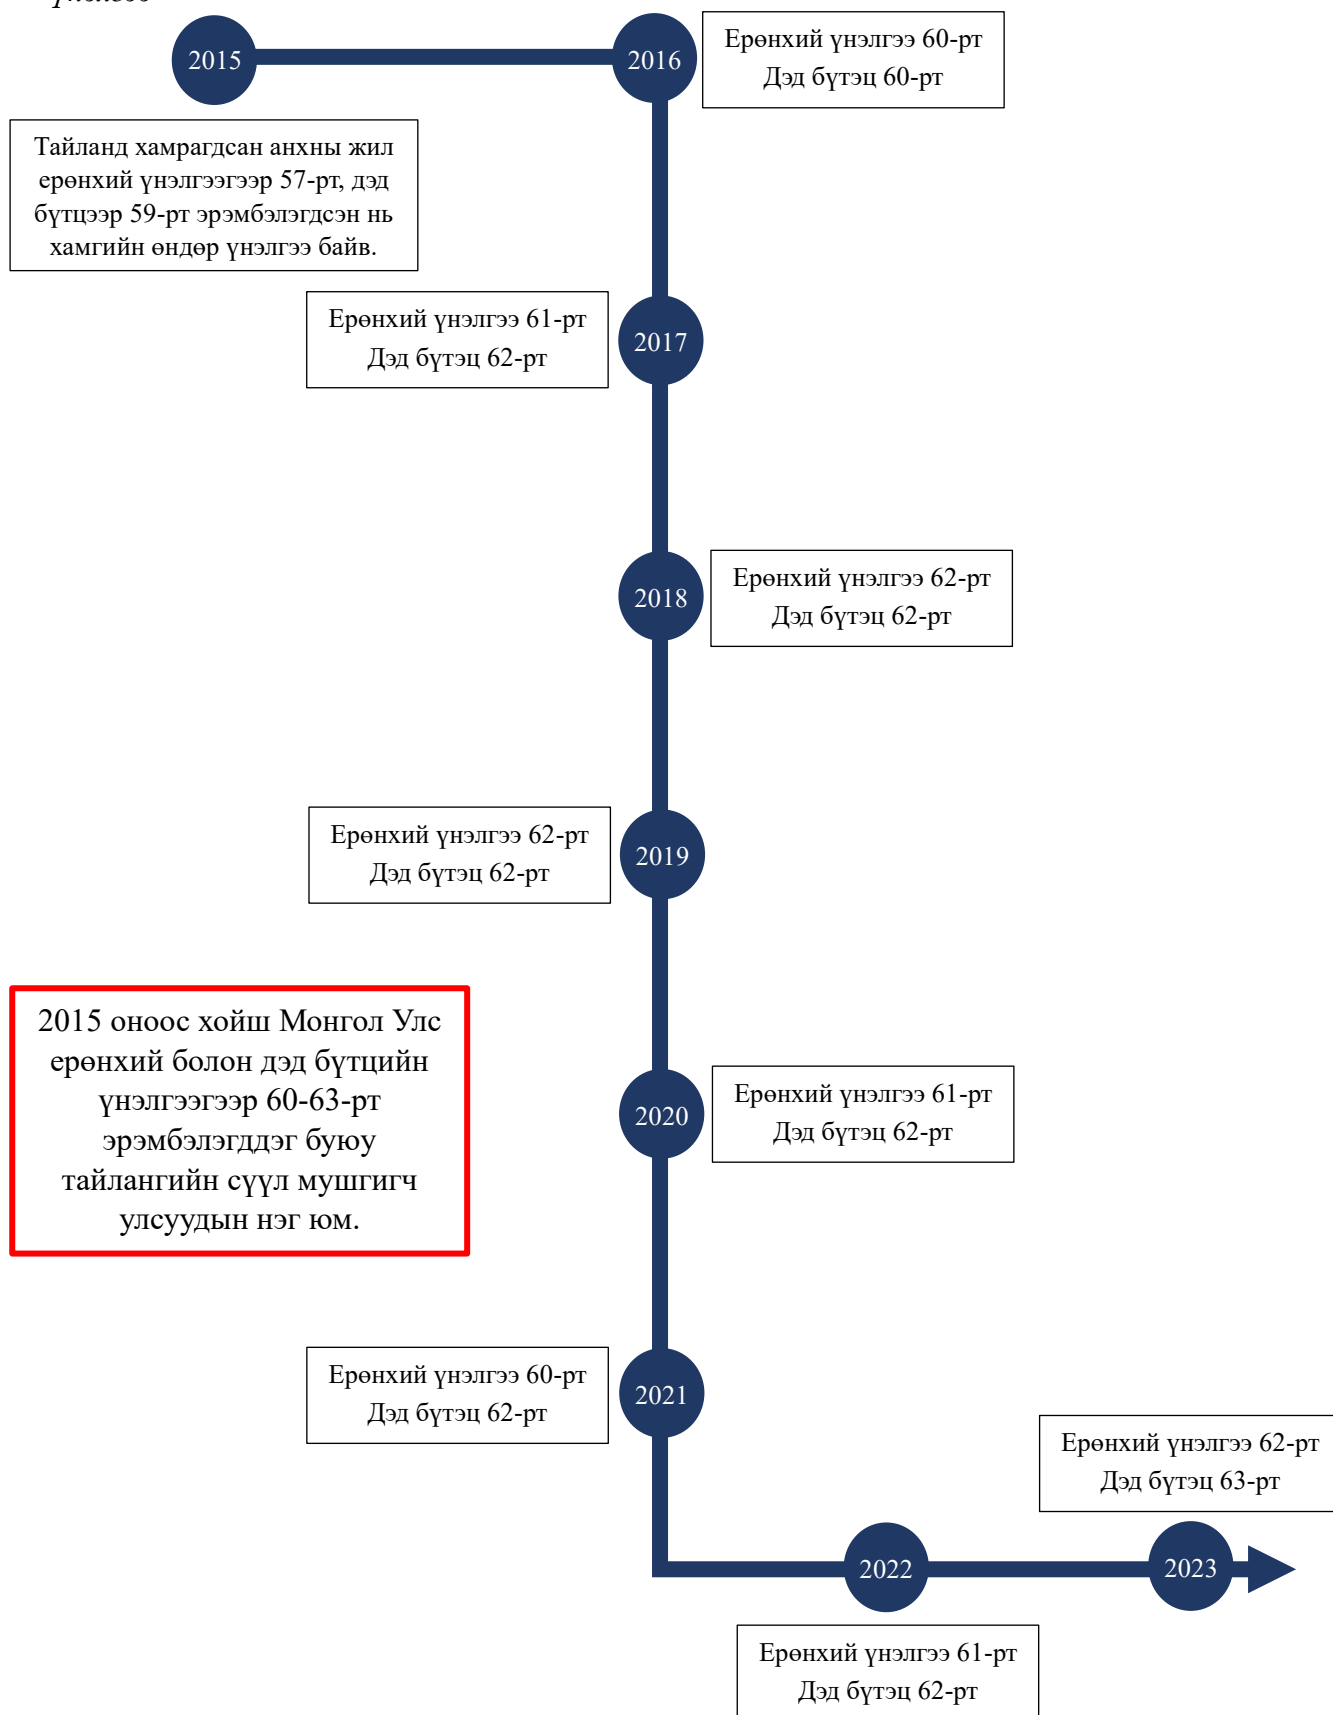 2015
2016
Ерөнхий үнэлгээ 60-рт
Дэд бүтэц 60-рт
Тайланд хамрагдсан анхны жил
ерөнхий үнэлгээгээр 57-рт, дэд
бүтцээр 59-рт эрэмбэлэгдсэн нь
хамгийн өндөр үнэлгээ байв.
Ерөнхий үнэлгээ 61-рт
Дэд бүтэц 62-рт
2017
2018
Ерөнхий үнэлгээ 62-рт
Дэд бүтэц 62-рт
Ерөнхий үнэлгээ 62-рт
Дэд бүтэц 62-рт
2019
2015 оноос хойш Монгол Улс
ерөнхий болон дэд бүтцийн
үнэлгээгээр 60-63-рт
эрэмбэлэгддэг буюу
тайлангийн сүүл мушгигч
улсуудын нэг юм.
2020
Ерөнхий үнэлгээ 61-рт
Дэд бүтэц 62-рт
Ерөнхий үнэлгээ 60-рт
Дэд бүтэц 62-рт
2021
Ерөнхий үнэлгээ 62-рт
Дэд бүтэц 63-рт
2022
2023
Ерөнхий үнэлгээ 61-рт
Дэд бүтэц 62-рт